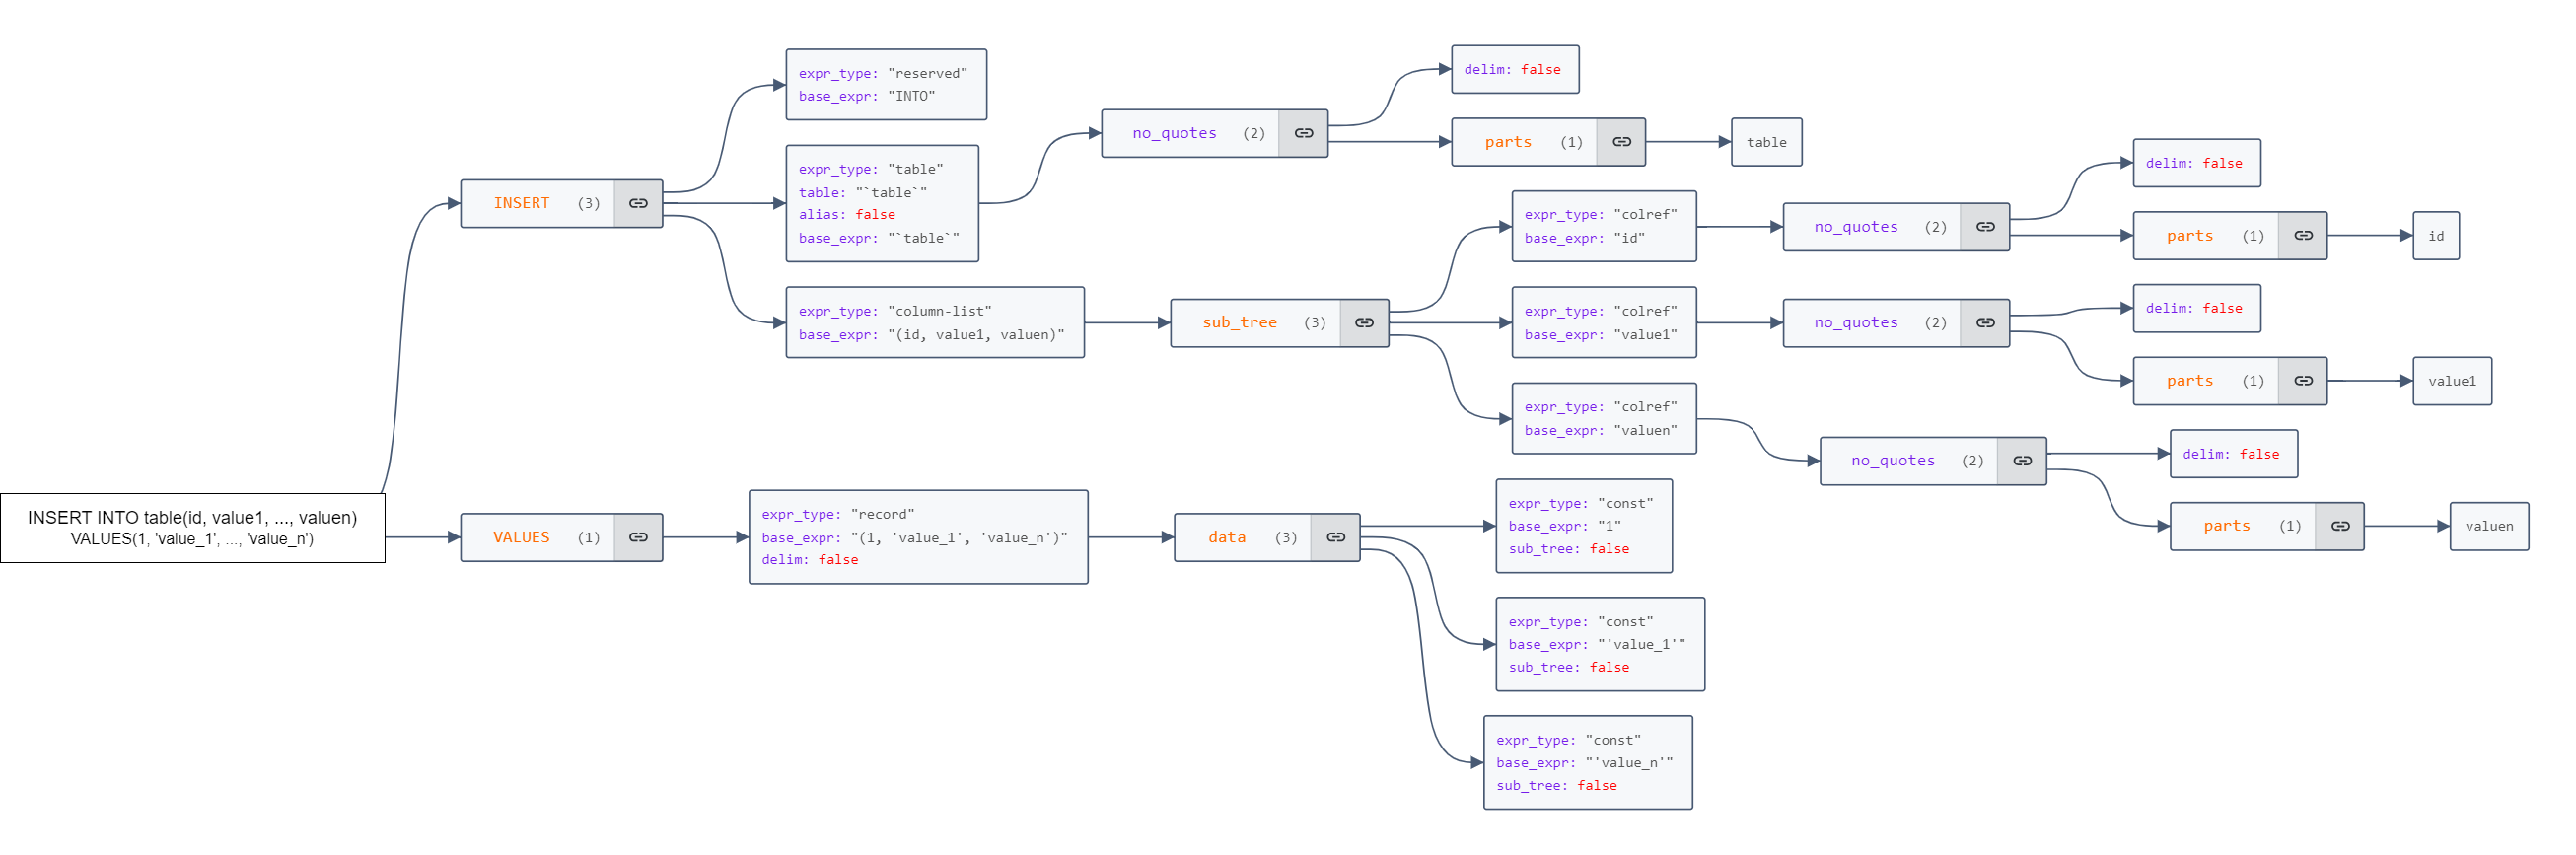 INSERT INTO table(id, value1, ..., valuen)
VALUES(1, 'value_1', ..., 'value_n')
INSERT (3)
expr_type: "reserved"
base_expr: "INTO"
expr_type: "table"
table: "`table`"
alias: false
base_expr: "`table`"
no_quotes (2)
delim: false
parts (1)
table
expr_type: "column-list"
base_expr: "(id, value1, valuen)"
sub_tree (3)
expr_type: "colref"
base_expr: "id"
no_quotes (2)
delim: false
parts (1)
id
expr_type: "colref"
base_expr: "value1"
no_quotes (2)
delim: false
parts (1)
value1
expr_type: "colref"
base_expr: "valuen"
no_quotes (2)
delim: false
parts (1)
valuen
VALUES (1)
expr_type: "record"
base_expr: "(1, 'value_1', 'value_n')"
delim: false
data (3)
expr_type: "const"
base_expr: "1"
sub_tree: false
expr_type: "const"
base_expr: "'value_1'"
sub_tree: false
expr_type: "const"
base_expr: "'value_n'"
sub_tree: false